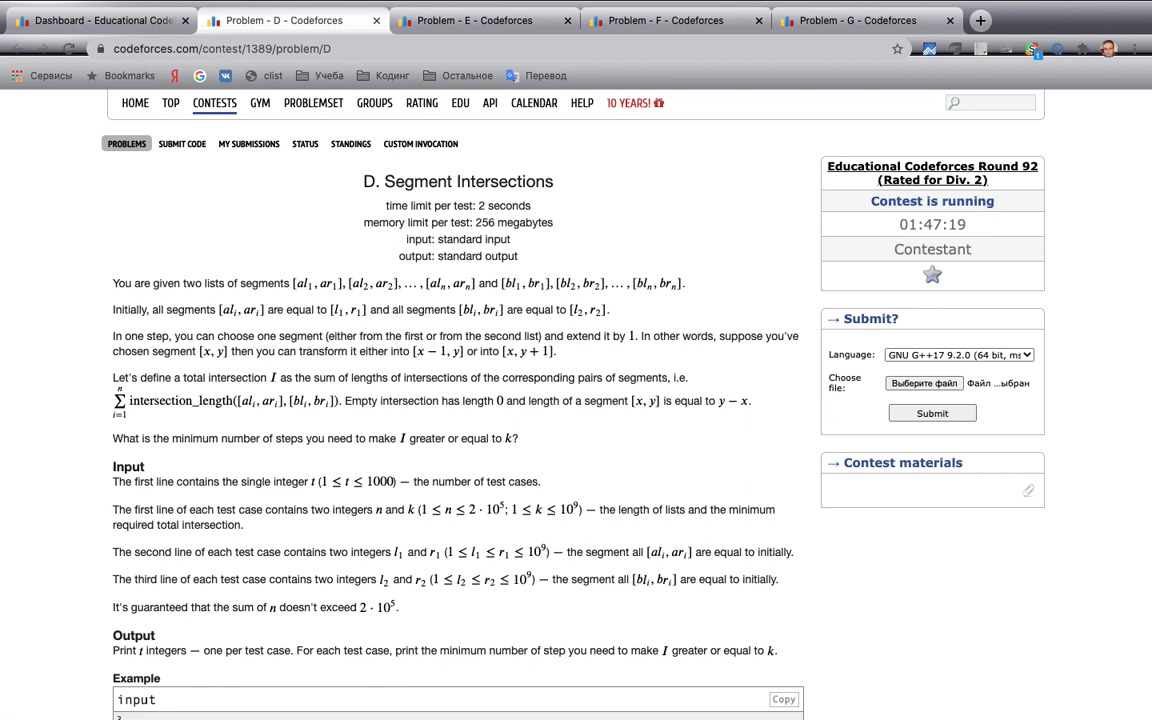 Dashboard - Educational Code
Problem - D - Codeforces
Problem - E - Codeforces
Problem - F - Codeforces
Problem - G - Codeforces
codeforces.com/contest/1389/problem/D
Сервисы Bookmarks clist Учеба Кодинг Остальное Перевод
HOME TOP CONTESTS GYM PROBLEMSET GROUPS RATING EDU API CALENDAR HELP 10 YEARS!
PROBLEMS SUBMIT CODE MY SUBMISSIONS STATUS STANDINGS CUSTOM INVOCATION
D. Segment Intersections
time limit per test: 2 seconds
memory limit per test: 256 megabytes
input: standard input
output: standard output
You are given two lists of segments [al₁, ar₁], [al₂, ar₂], … , [alₙ, arₙ] and [bl₁, br₁], [bl₂, br₂], … , [blₙ, brₙ].
Initially, all segments [alᵢ, arᵢ] are equal to [l₁, r₁] and all segments [blᵢ, brᵢ] are equal to [l₂, r₂].
In one step, you can choose one segment (either from the first or from the second list) and extend it by 1. In other words, suppose you've
chosen segment [x, y] then you can transform it either into [x − 1, y] or into [x, y + 1].
Let's define a total intersection I as the sum of lengths of intersections of the corresponding pairs of segments, i.e.
n
∑ intersection_length([alᵢ, arᵢ], [blᵢ, brᵢ]). Empty intersection has length 0 and length of a segment [x, y] is equal to y − x.
i=1
What is the minimum number of steps you need to make I greater or equal to k?
Input
The first line contains the single integer t (1 ≤ t ≤ 1000) — the number of test cases.
The first line of each test case contains two integers n and k (1 ≤ n ≤ 2 · 10⁵; 1 ≤ k ≤ 10⁹) — the length of lists and the minimum
required total intersection.
The second line of each test case contains two integers l₁ and r₁ (1 ≤ l₁ ≤ r₁ ≤ 10⁹) — the segment all [alᵢ, arᵢ] are equal to initially.
The third line of each test case contains two integers l₂ and r₂ (1 ≤ l₂ ≤ r₂ ≤ 10⁹) — the segment all [blᵢ, brᵢ] are equal to initially.
It's guaranteed that the sum of n doesn't exceed 2 · 10⁵.
Output
Print t integers — one per test case. For each test case, print the minimum number of step you need to make I greater or equal to k.
Example
input
Copy
Educational Codeforces Round 92
(Rated for Div. 2)
Contest is running
01:47:19
Contestant
→ Submit?
Language: GNU G++17 9.2.0 (64 bit, ms
Choose
file:
Выберите файл Файл ...ыбран
Submit
→ Contest materials